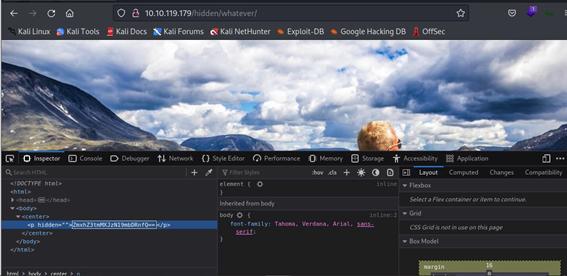 10.10.119.179/hidden/whatever/
Kali Linux Kali Tools Kali Docs Kali Forums Kali NetHunter Exploit-DB Google Hacking DB OffSec
Inspector Console Debugger Network Style Editor Performance Memory Storage Accessibility Application
Search HTML
<!DOCTYPE html>
<html>
<head> </head>
<body>
<center>
<p hidden="">ZmxhZ3tmMXJzN19mbDRnfQ==</p>
</center>
</body>
</html>
html > body > center > p
Filter Styles :hov .cls
element { inline
}
Inherited from body
body { inline:2
font-family: Tahoma, Verdana, Arial, sans-
serif;
}
Layout Computed Changes
Flexbox
Select a Flex container or item to continue.
Grid
CSS Grid is not in use on this page
Box Model
margin 16